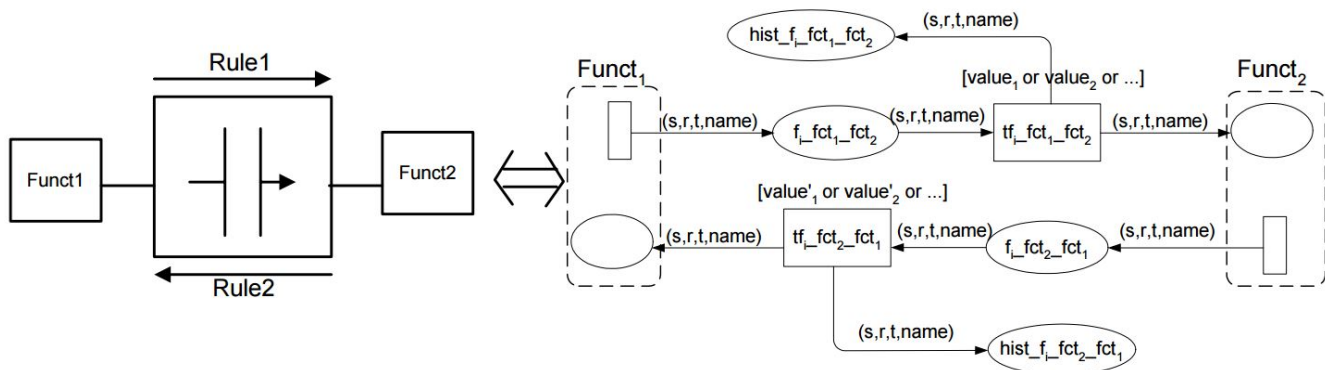 Rule1
Funct1
Funct2
Rule2
Funct₁
Funct₂
hist_fᵢ_fct₁_fct₂
(s,r,t,name)
[value₁ or value₂ or ...]
(s,r,t,name)
fᵢ_fct₁_fct₂
(s,r,t,name)
tfᵢ_fct₁_fct₂
(s,r,t,name)
[value'₁ or value'₂ or ...]
(s,r,t,name)
tfᵢ_fct₂_fct₁
(s,r,t,name)
fᵢ_fct₂_fct₁
(s,r,t,name)
(s,r,t,name)
hist_fᵢ_fct₂_fct₁